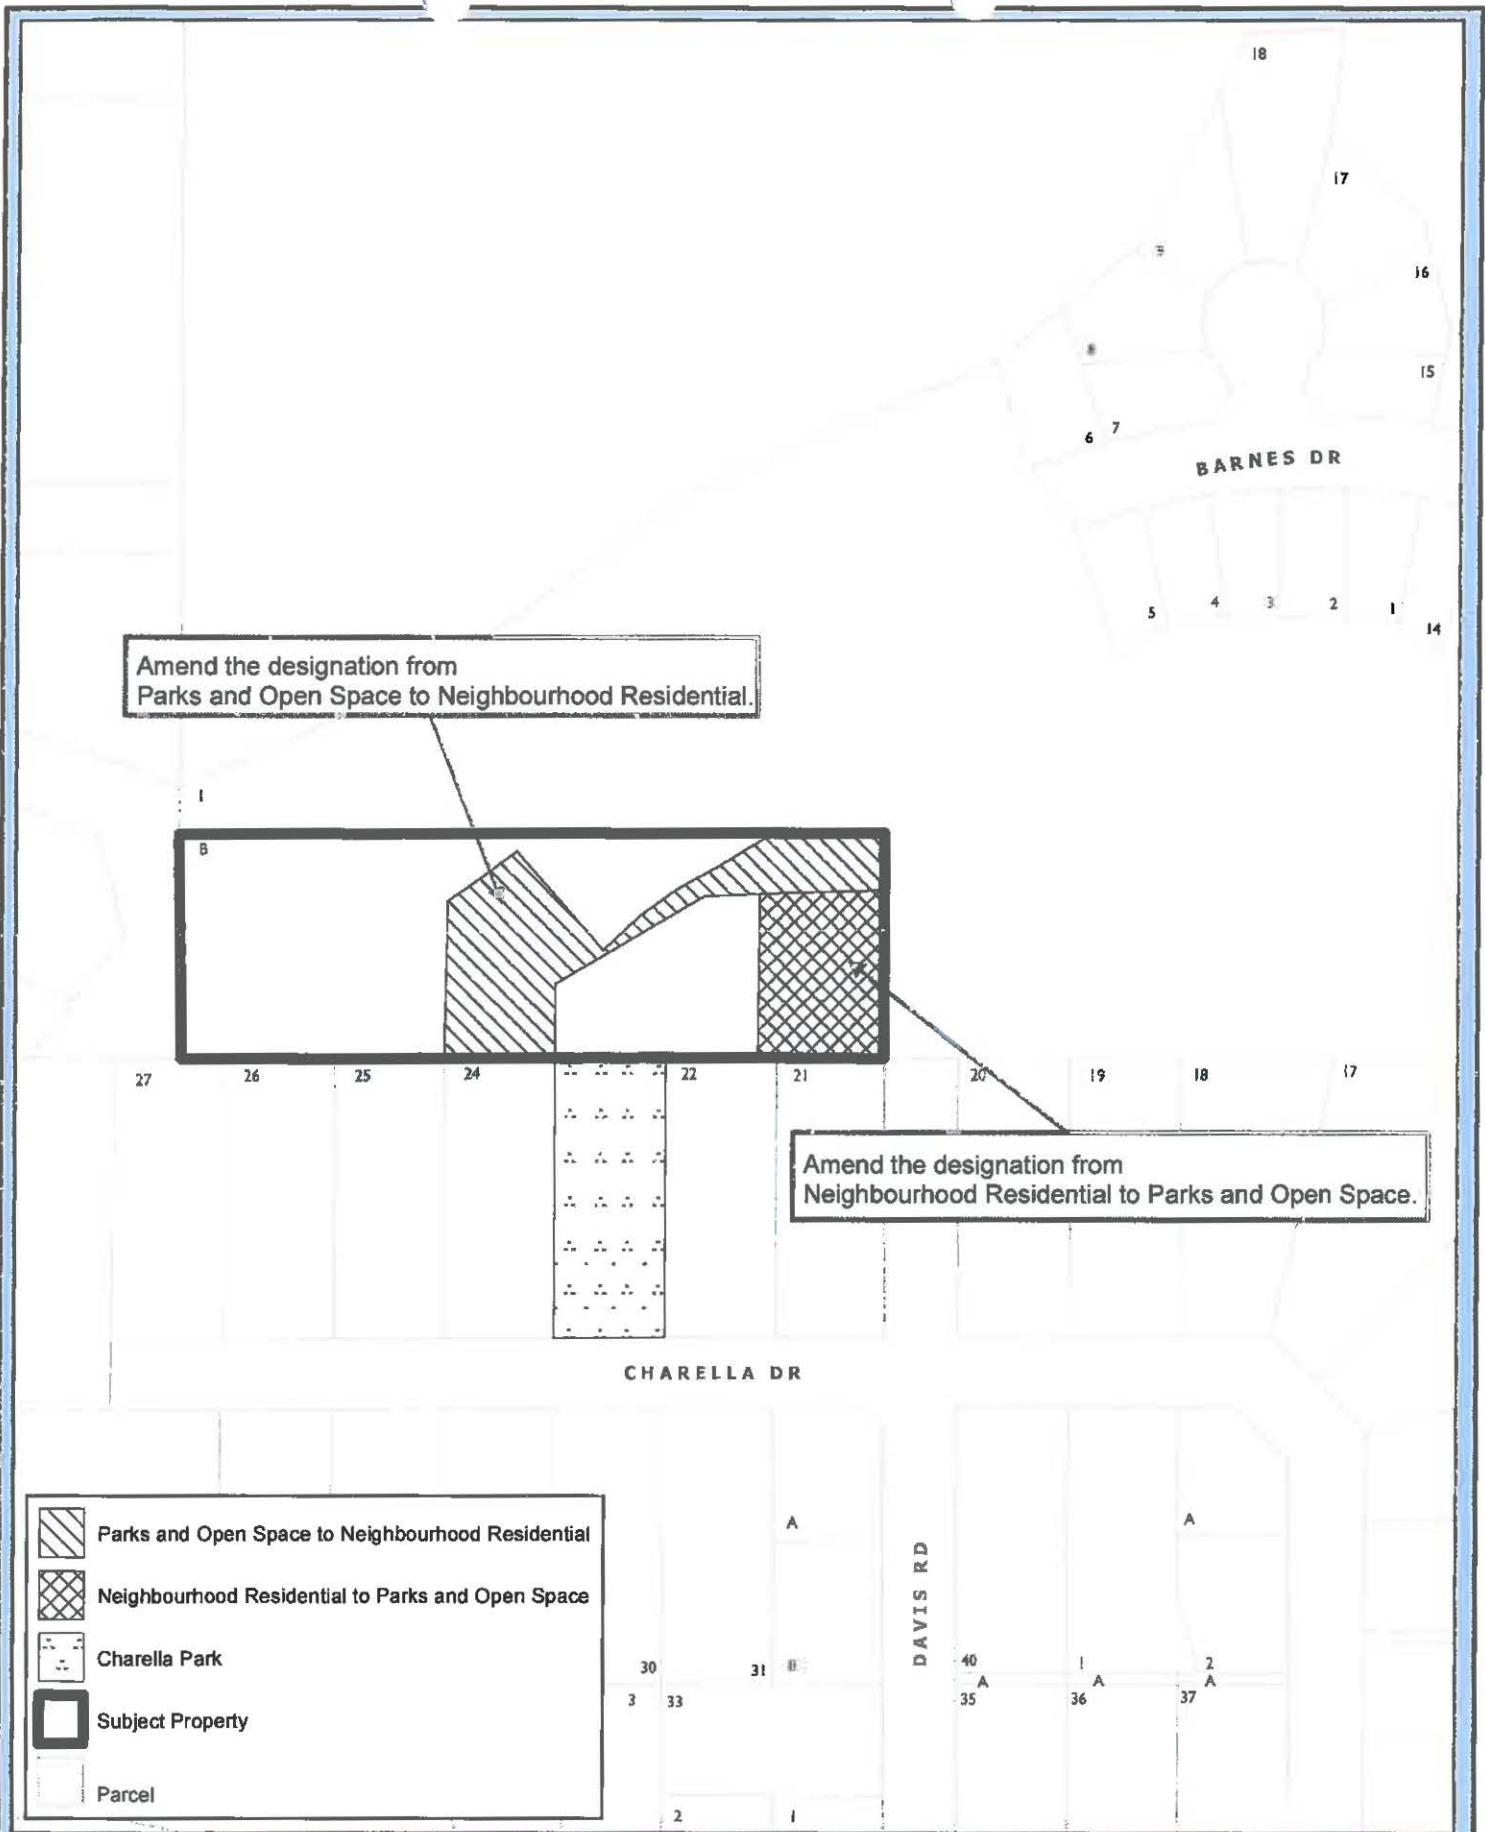 18
17
16
15
6
7
BARNES DR
5
4
3
2
1
14
Amend the designation from
Parks and Open Space to Neighbourhood Residential.
1
B
27
26
25
24
22
21
20
19
18
17
Amend the designation from
Neighbourhood Residential to Parks and Open Space.
CHARELLA DR
Parks and Open Space to Neighbourhood Residential
Neighbourhood Residential to Parks and Open Space
Charella Park
Subject Property
Parcel
A
A
DAVIS RD
30
31
40
1
2
A
A
A
3
33
35
36
37
2
1